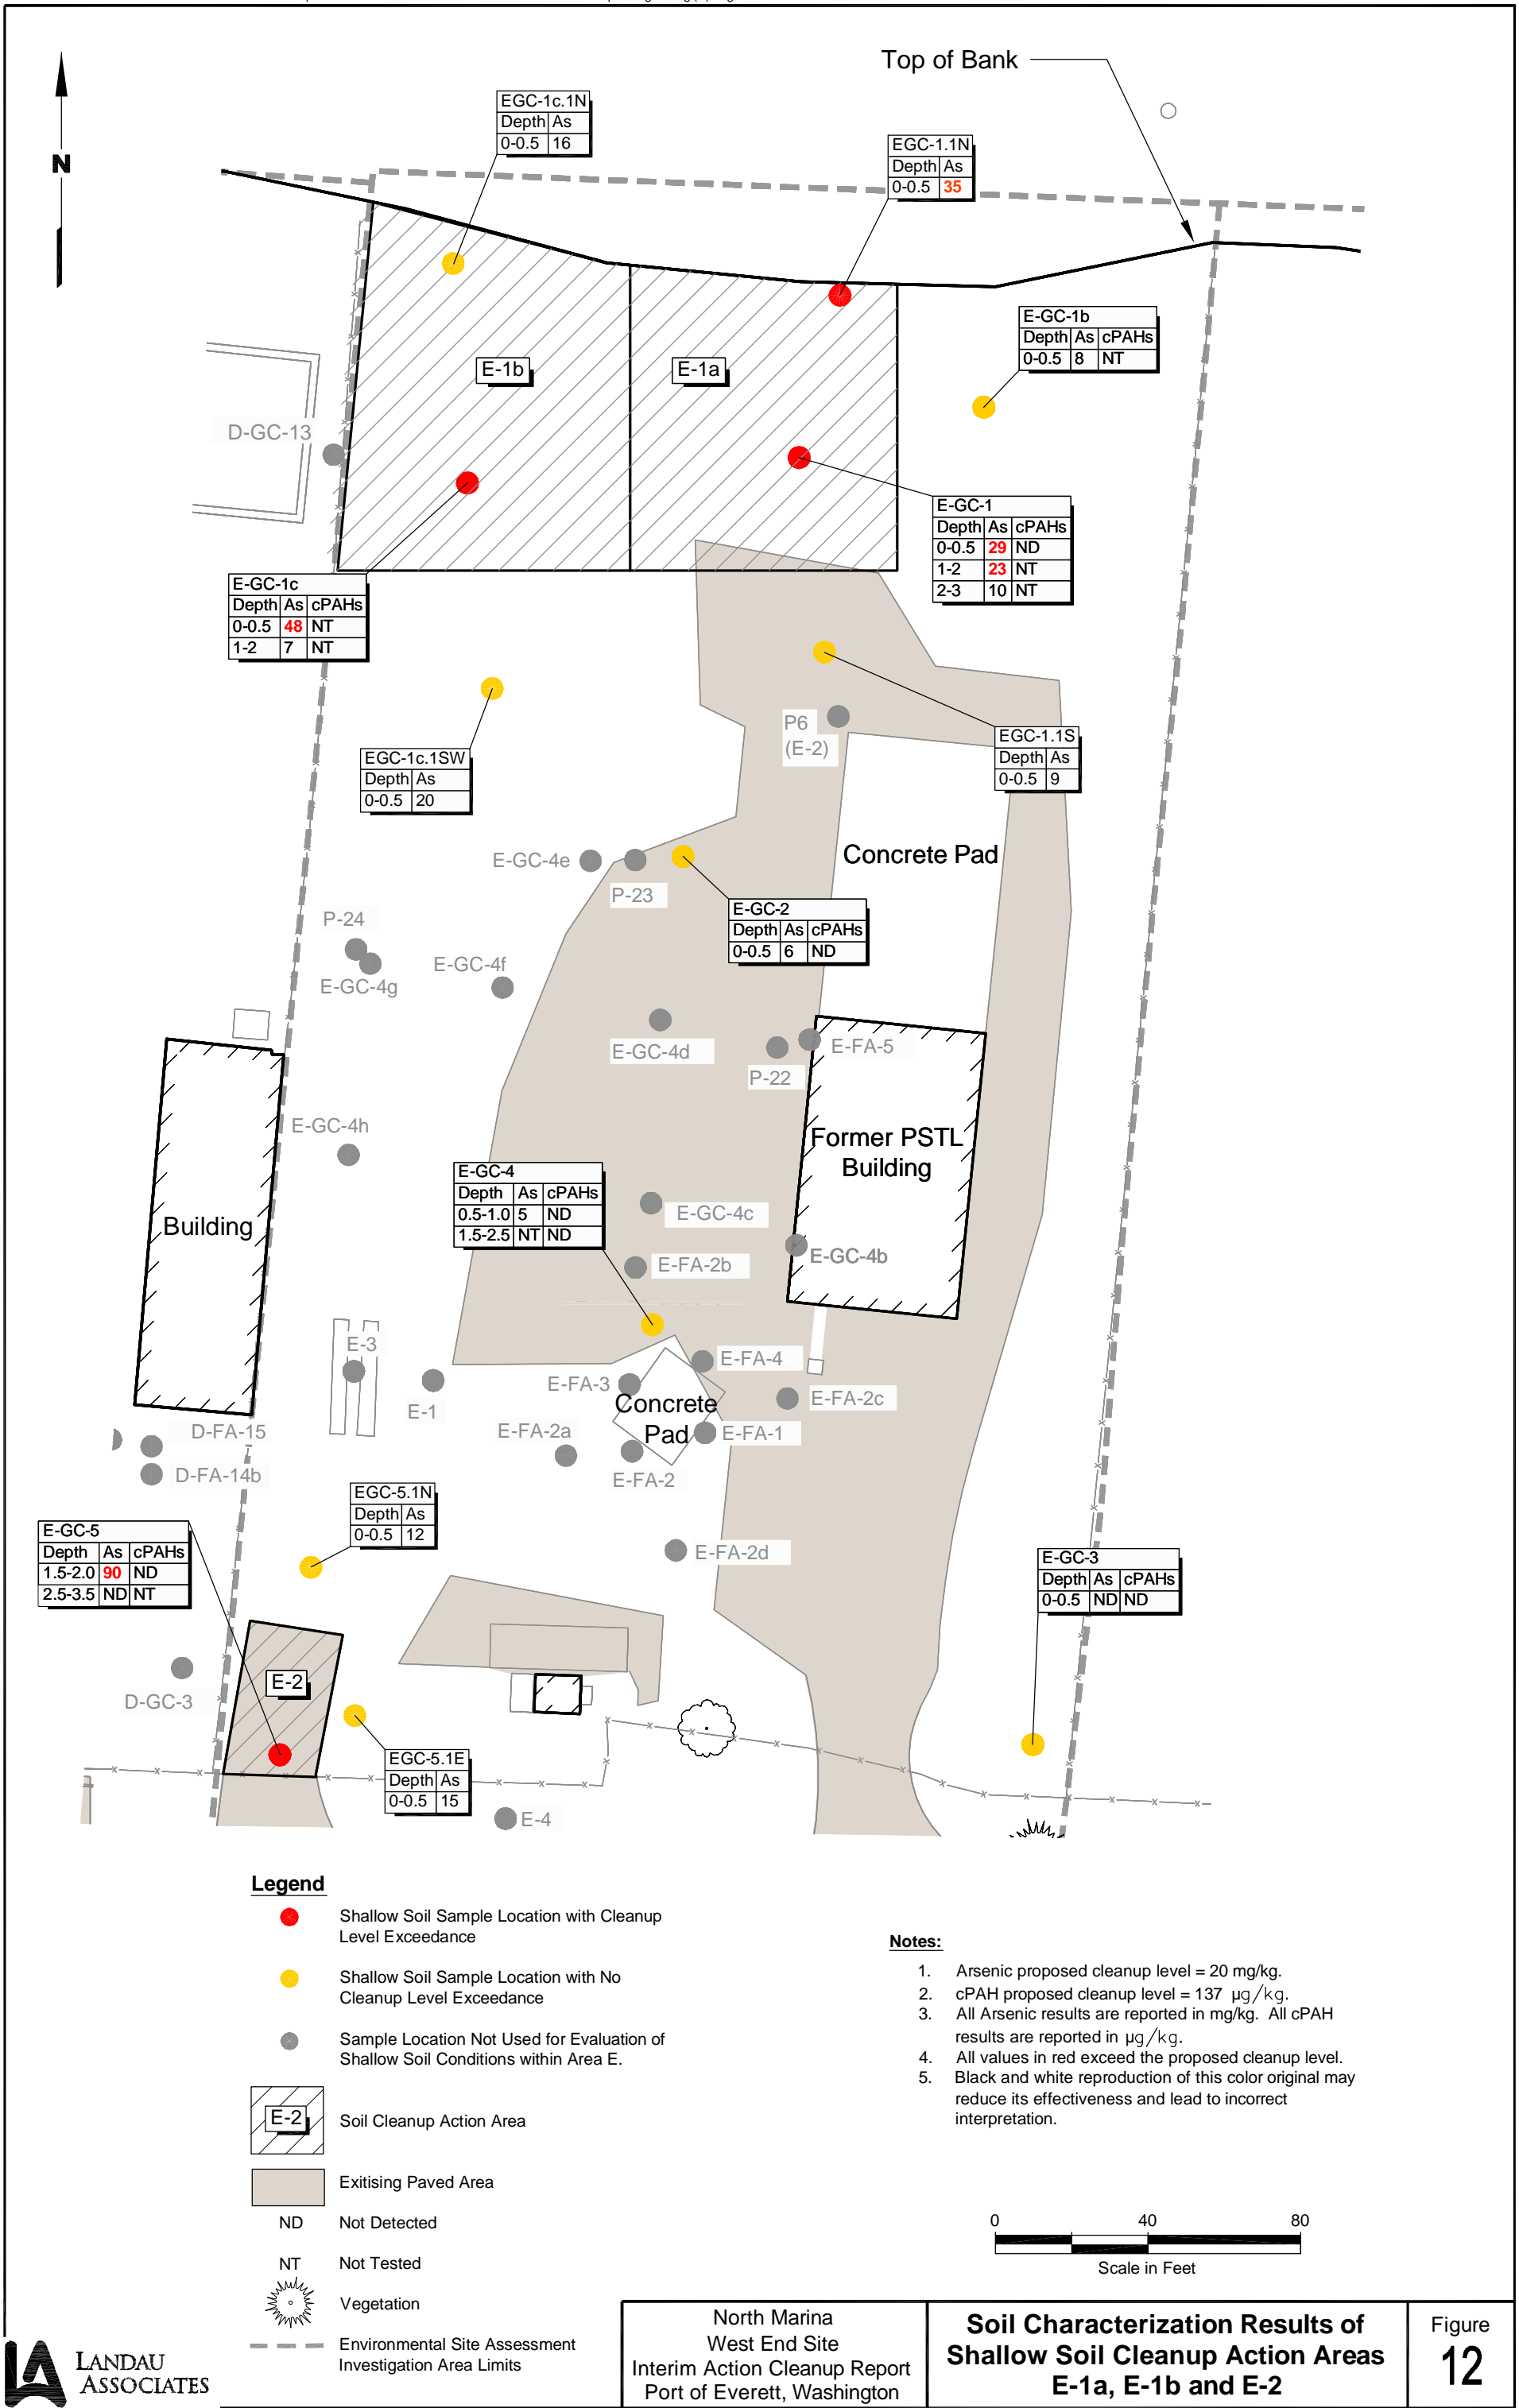 Top of Bank
N
EGC-1c.1N
Depth As
0-0.5 16
EGC-1.1N
Depth As
0-0.5 35
E-GC-1b
Depth As cPAHs
0-0.5 8 NT
E-1b
E-1a
D-GC-13
E-GC-1
Depth As cPAHs
0-0.5 29 ND
1-2 23 NT
2-3 10 NT
E-GC-1c
Depth As cPAHs
0-0.5 48 NT
1-2 7 NT
P6
(E-2)
EGC-1.1S
Depth As
0-0.5 9
EGC-1c.1SW
Depth As
0-0.5 20
Concrete Pad
E-GC-4e
P-23
E-GC-2
Depth As cPAHs
0-0.5 6 ND
P-24
E-GC-4g
E-GC-4f
E-GC-4d
P-22
E-FA-5
E-GC-4h
Former PSTL
Building
E-GC-4
Depth As cPAHs
0.5-1.0 5 ND
1.5-2.5 NT ND
Building
E-GC-4c
E-GC-4b
E-FA-2b
E-3
E-1
E-FA-4
E-FA-3
E-FA-2c
Concrete
Pad
E-FA-1
E-FA-2a
E-FA-2
D-FA-15
D-FA-14b
EGC-5.1N
Depth As
0-0.5 12
E-GC-5
Depth As cPAHs
1.5-2.0 90 ND
2.5-3.5 ND NT
E-FA-2d
E-GC-3
Depth As cPAHs
0-0.5 ND ND
E-2
D-GC-3
EGC-5.1E
Depth As
0-0.5 15
E-4
Legend
Shallow Soil Sample Location with Cleanup
Level Exceedance
Shallow Soil Sample Location with No
Cleanup Level Exceedance
Sample Location Not Used for Evaluation of
Shallow Soil Conditions within Area E.
E-2
Soil Cleanup Action Area
Exitising Paved Area
ND Not Detected
NT Not Tested
Vegetation
Environmental Site Assessment
Investigation Area Limits
Notes:
1. Arsenic proposed cleanup level = 20 mg/kg.
2. cPAH proposed cleanup level = 137 µg/kg.
3. All Arsenic results are reported in mg/kg. All cPAH
results are reported in µg/kg.
4. All values in red exceed the proposed cleanup level.
5. Black and white reproduction of this color original may
reduce its effectiveness and lead to incorrect
interpretation.
0 40 80
Scale in Feet
LANDAU
ASSOCIATES
North Marina
West End Site
Interim Action Cleanup Report
Port of Everett, Washington
Soil Characterization Results of
Shallow Soil Cleanup Action Areas
E-1a, E-1b and E-2
Figure
12